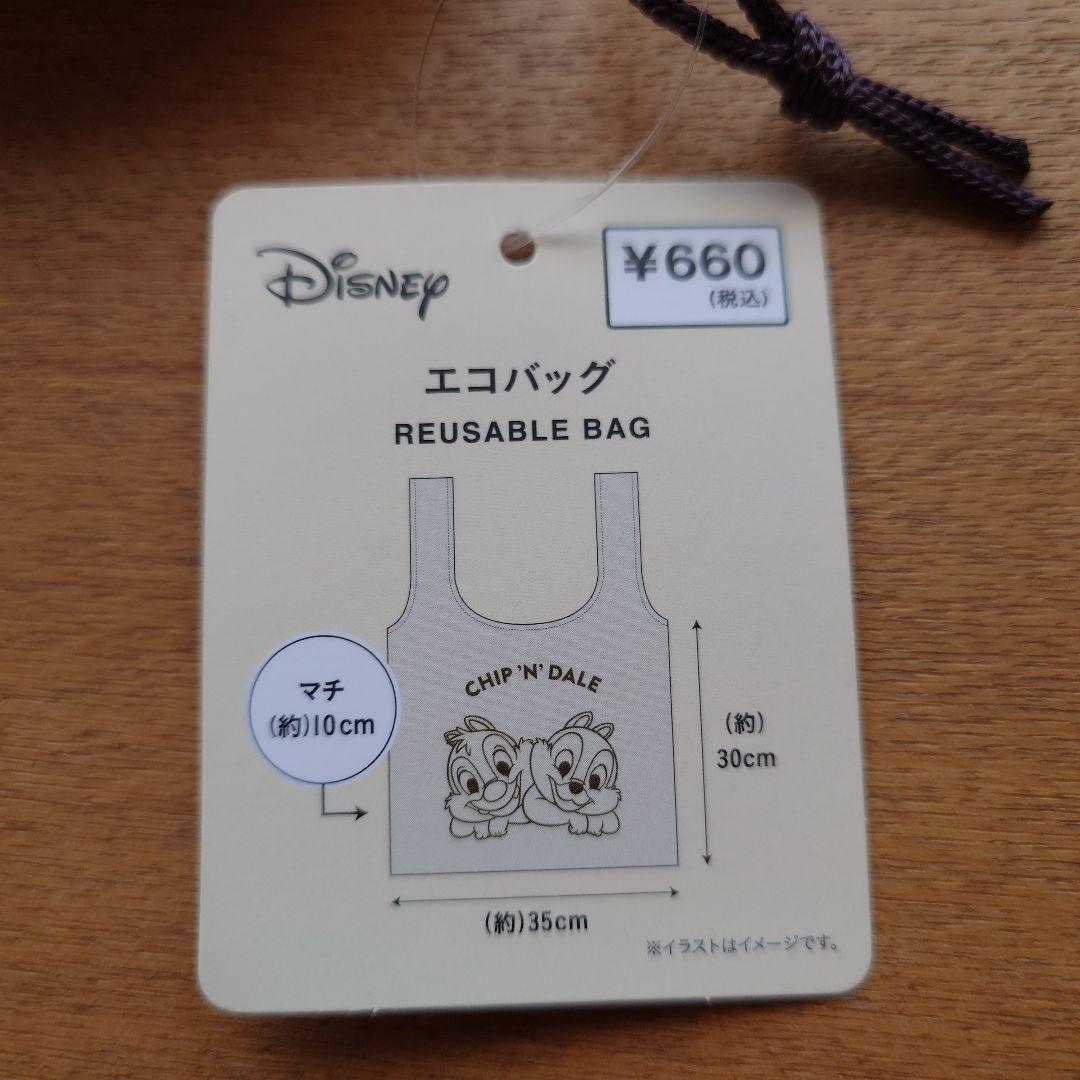 Disney
¥660
(税込)
エコバッグ
REUSABLE BAG
CHIP 'N' DALE
マチ
(約)10cm
(約)
30cm
(約)35cm
※イラストはイメージです。